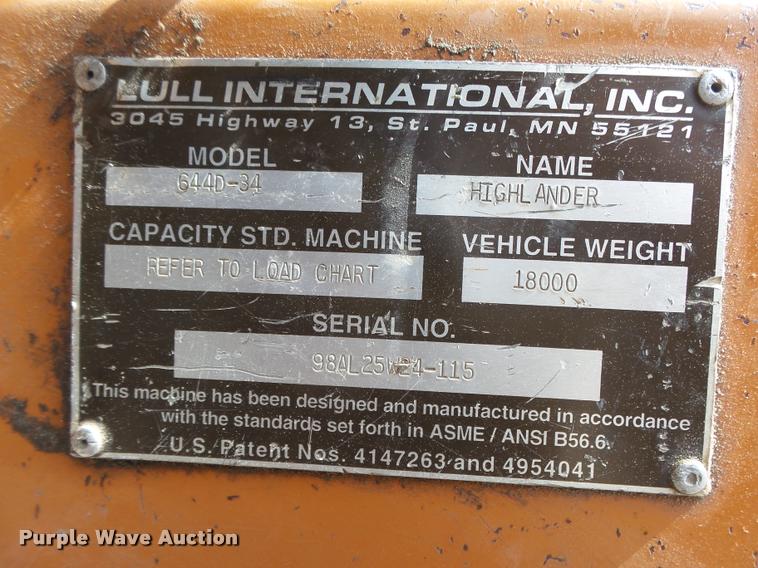 LULL INTERNATIONAL, INC.
3045 Highway 13, St. Paul, MN 55121
MODEL NAME
644D-34 HIGHLANDER
CAPACITY STD. MACHINE VEHICLE WEIGHT
REFER TO LOAD CHART 18000
SERIAL NO.
98AL25W24-115
This machine has been designed and manufactured in accordance
with the standards set forth in ASME / ANSI B56.6.
U.S. Patent Nos. 4147263 and 4954041
Purple Wave Auction